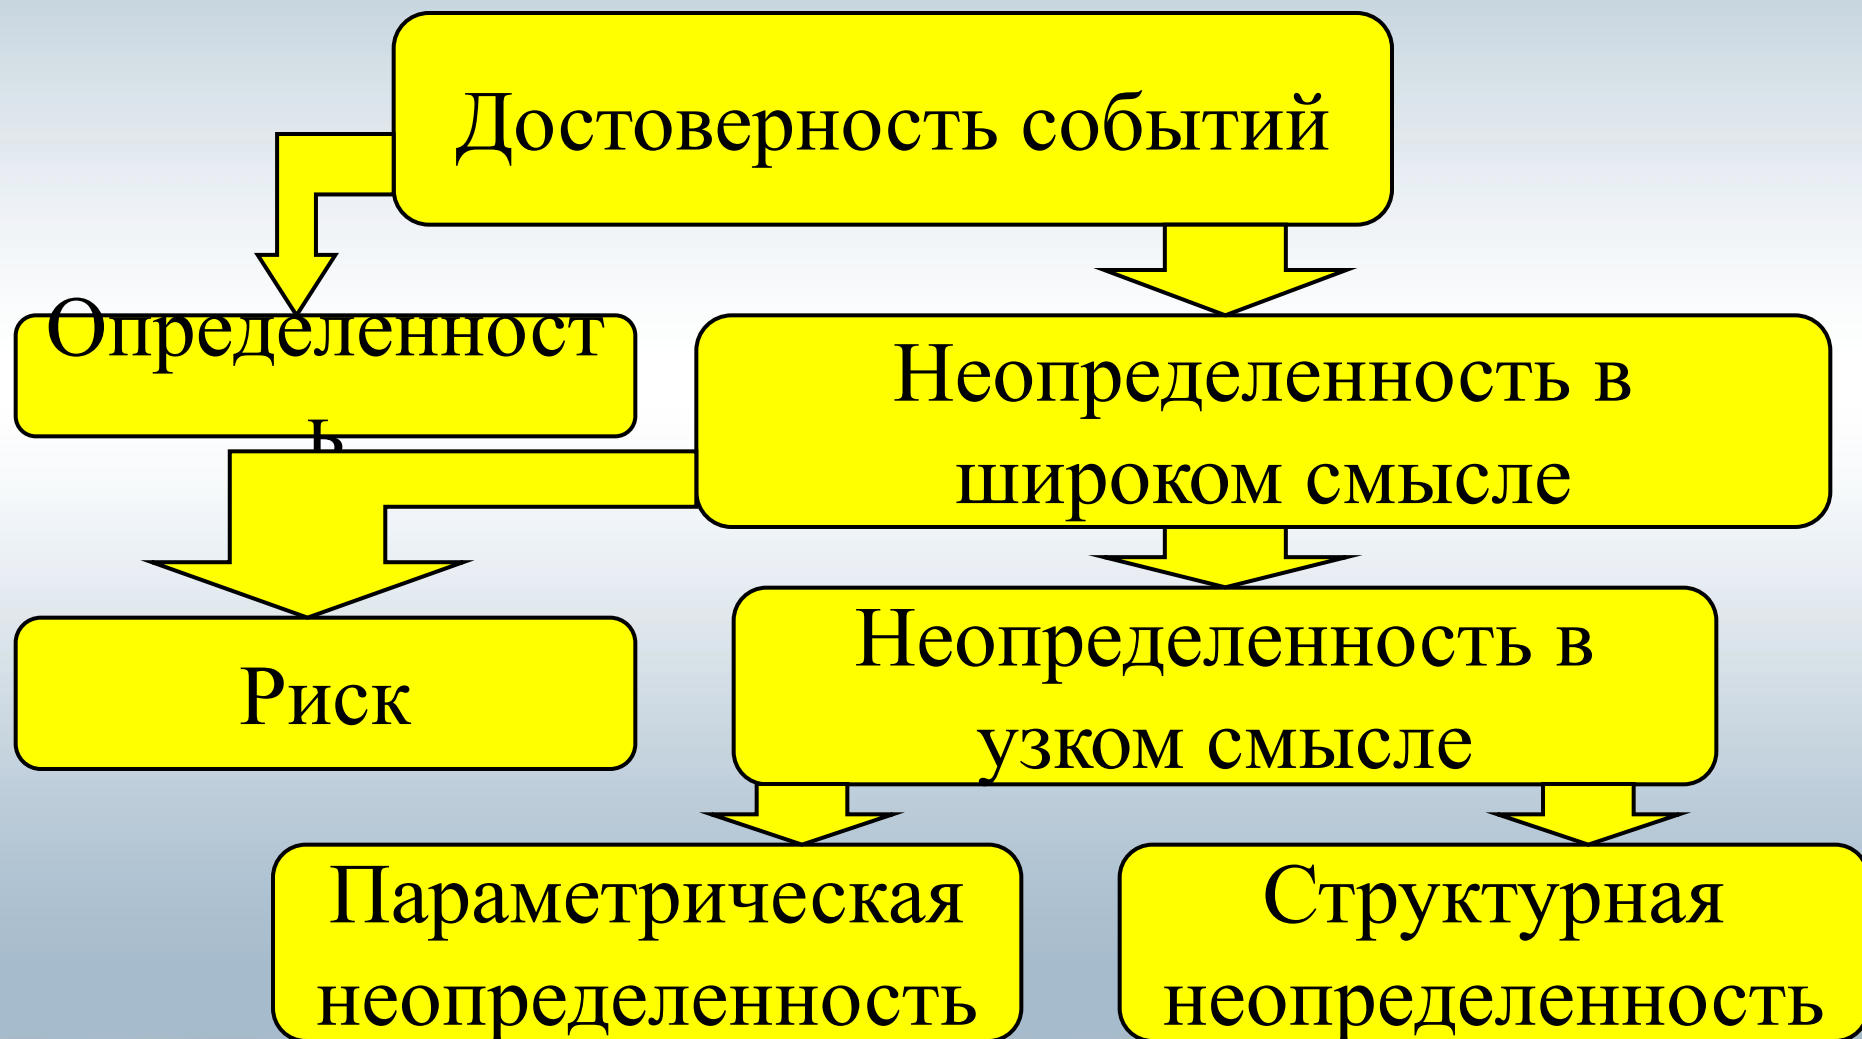 Достоверность событий
Определенност
ь
Неопределенность в
широком смысле
Риск
Неопределенность в
узком смысле
Параметрическая
неопределенность
Структурная
неопределенность